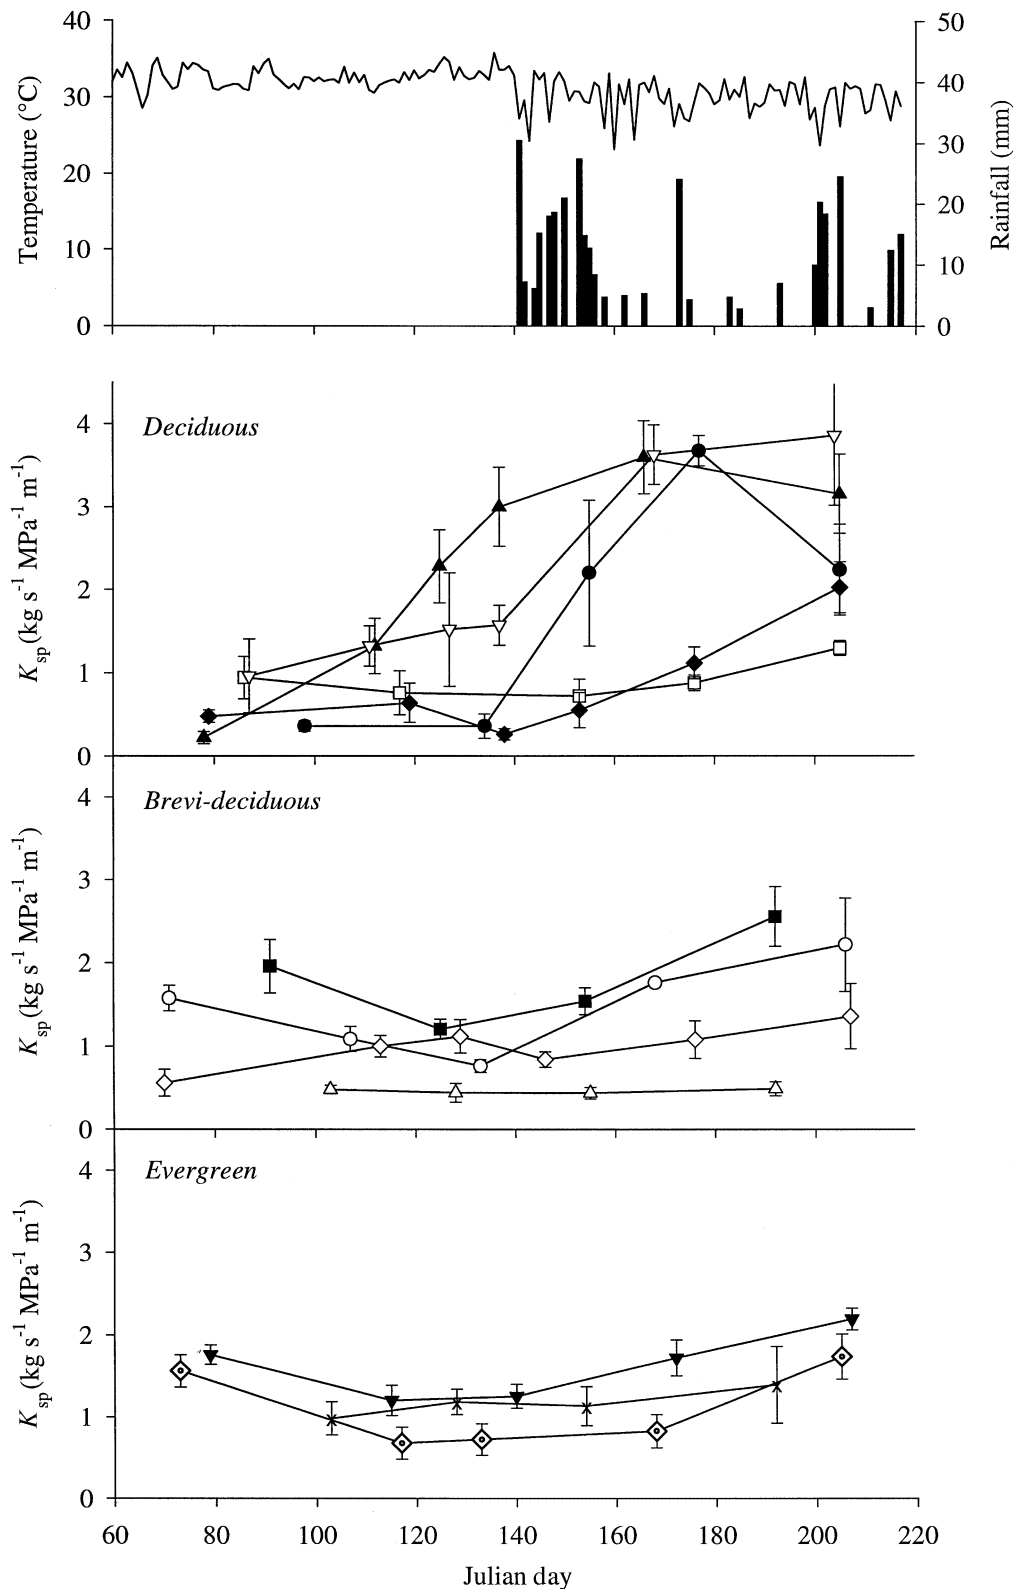 40
30
20
10
0
Temperature (°C)
50
40
30
20
10
0
Rainfall (mm)
Deciduous
4
3
2
1
0
K_sp (kg s⁻¹ MPa⁻¹ m⁻¹)
Brevi-deciduous
4
3
2
1
0
K_sp (kg s⁻¹ MPa⁻¹ m⁻¹)
Evergreen
4
3
2
1
0
K_sp (kg s⁻¹ MPa⁻¹ m⁻¹)
60 80 100 120 140 160 180 200 220
Julian day